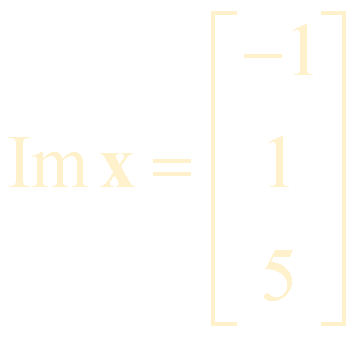 Im x = [ −1
1
5 ]